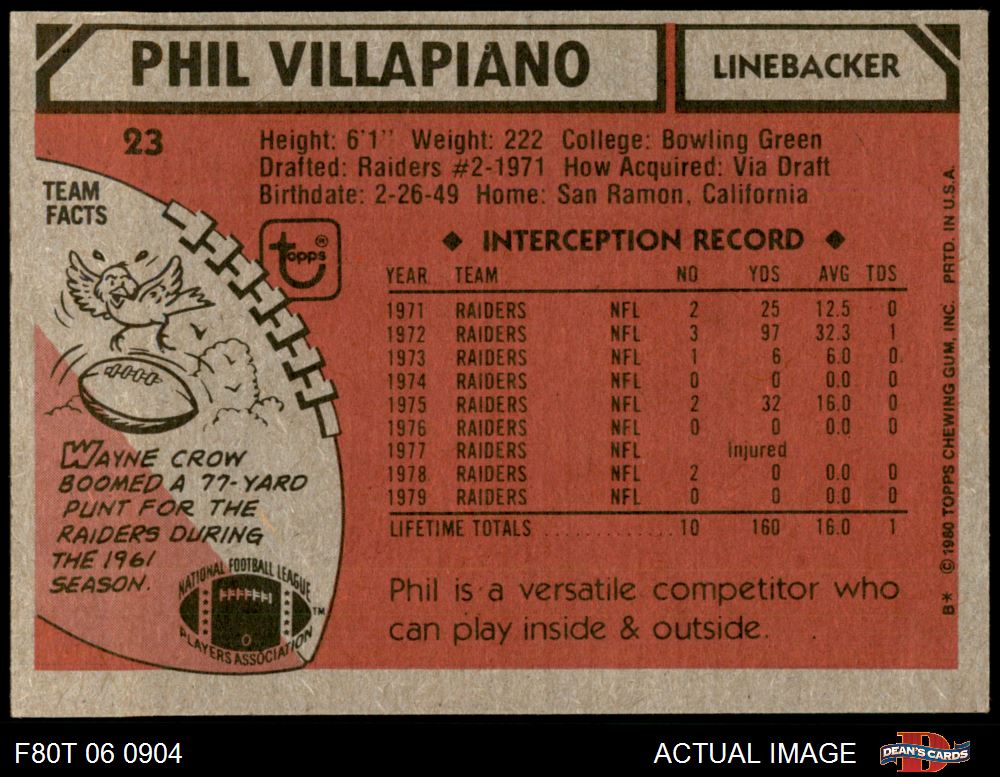 PHIL VILLAPIANO
LINEBACKER
23
Height: 6'1" Weight: 222 College: Bowling Green
Drafted: Raiders #2-1971 How Acquired: Via Draft
Birthdate: 2-26-49 Home: San Ramon, California
TEAM
FACTS
topps®
WAYNE CROW
BOOMED A 77-YARD
PUNT FOR THE
RAIDERS DURING
THE 1961
SEASON.
NATIONAL FOOTBALL LEAGUE
PLAYERS ASSOCIATION
TM
◆ INTERCEPTION RECORD ◆
YEAR TEAM NO YDS AVG TDS
1971 RAIDERS NFL 2 25 12.5 0
1972 RAIDERS NFL 3 97 32.3 1
1973 RAIDERS NFL 1 6 6.0 0
1974 RAIDERS NFL 0 0 0.0 0
1975 RAIDERS NFL 2 32 16.0 0
1976 RAIDERS NFL 0 0 0.0 0
1977 RAIDERS NFL Injured
1978 RAIDERS NFL 2 0 0.0 0
1979 RAIDERS NFL 0 0 0.0 0
LIFETIME TOTALS .............. 10 160 16.0 1
Phil is a versatile competitor who
can play inside & outside.
B* © 1980 TOPPS CHEWING GUM, INC. PRTD. IN U.S.A.
F80T 06 0904
ACTUAL IMAGE
DEAN'S CARDS